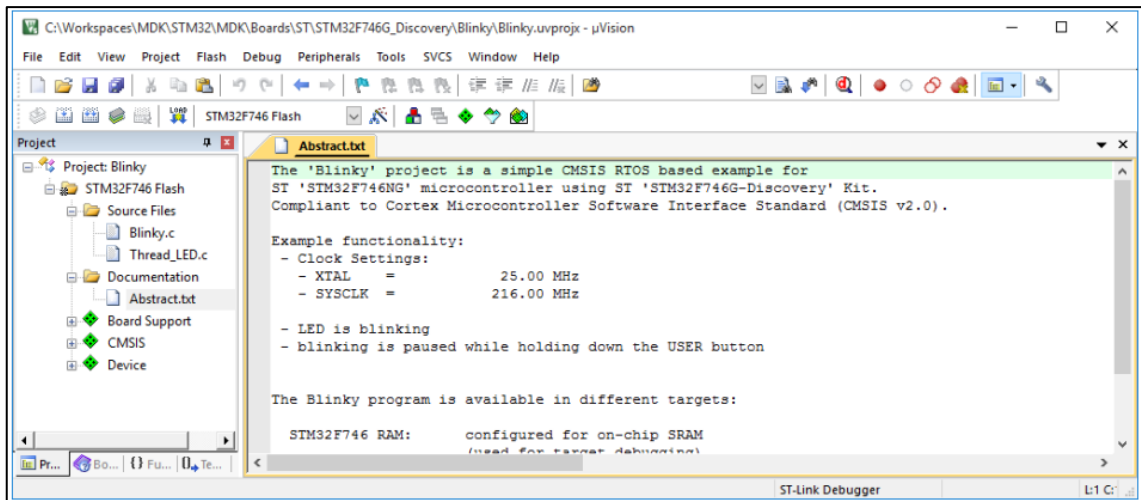 C:\Workspaces\MDK\STM32\MDK\Boards\ST\STM32F746G_Discovery\Blinky\Blinky.uvprojx - µVision
File Edit View Project Flash Debug Peripherals Tools SVCS Window Help
LOAD STM32F746 Flash
Project
Project: Blinky
STM32F746 Flash
Source Files
Blinky.c
Thread_LED.c
Documentation
Abstract.txt
Board Support
CMSIS
Device
Pr... Bo... {} Fu... 0 Te...
Abstract.txt
The 'Blinky' project is a simple CMSIS RTOS based example for
ST 'STM32F746NG' microcontroller using ST 'STM32F746G-Discovery' Kit.
Compliant to Cortex Microcontroller Software Interface Standard (CMSIS v2.0).
Example functionality:
- Clock Settings:
- XTAL = 25.00 MHz
- SYSCLK = 216.00 MHz
- LED is blinking
- blinking is paused while holding down the USER button
The Blinky program is available in different targets:
STM32F746 RAM: configured for on-chip SRAM
(used for target debugging)
ST-Link Debugger L:1 C: